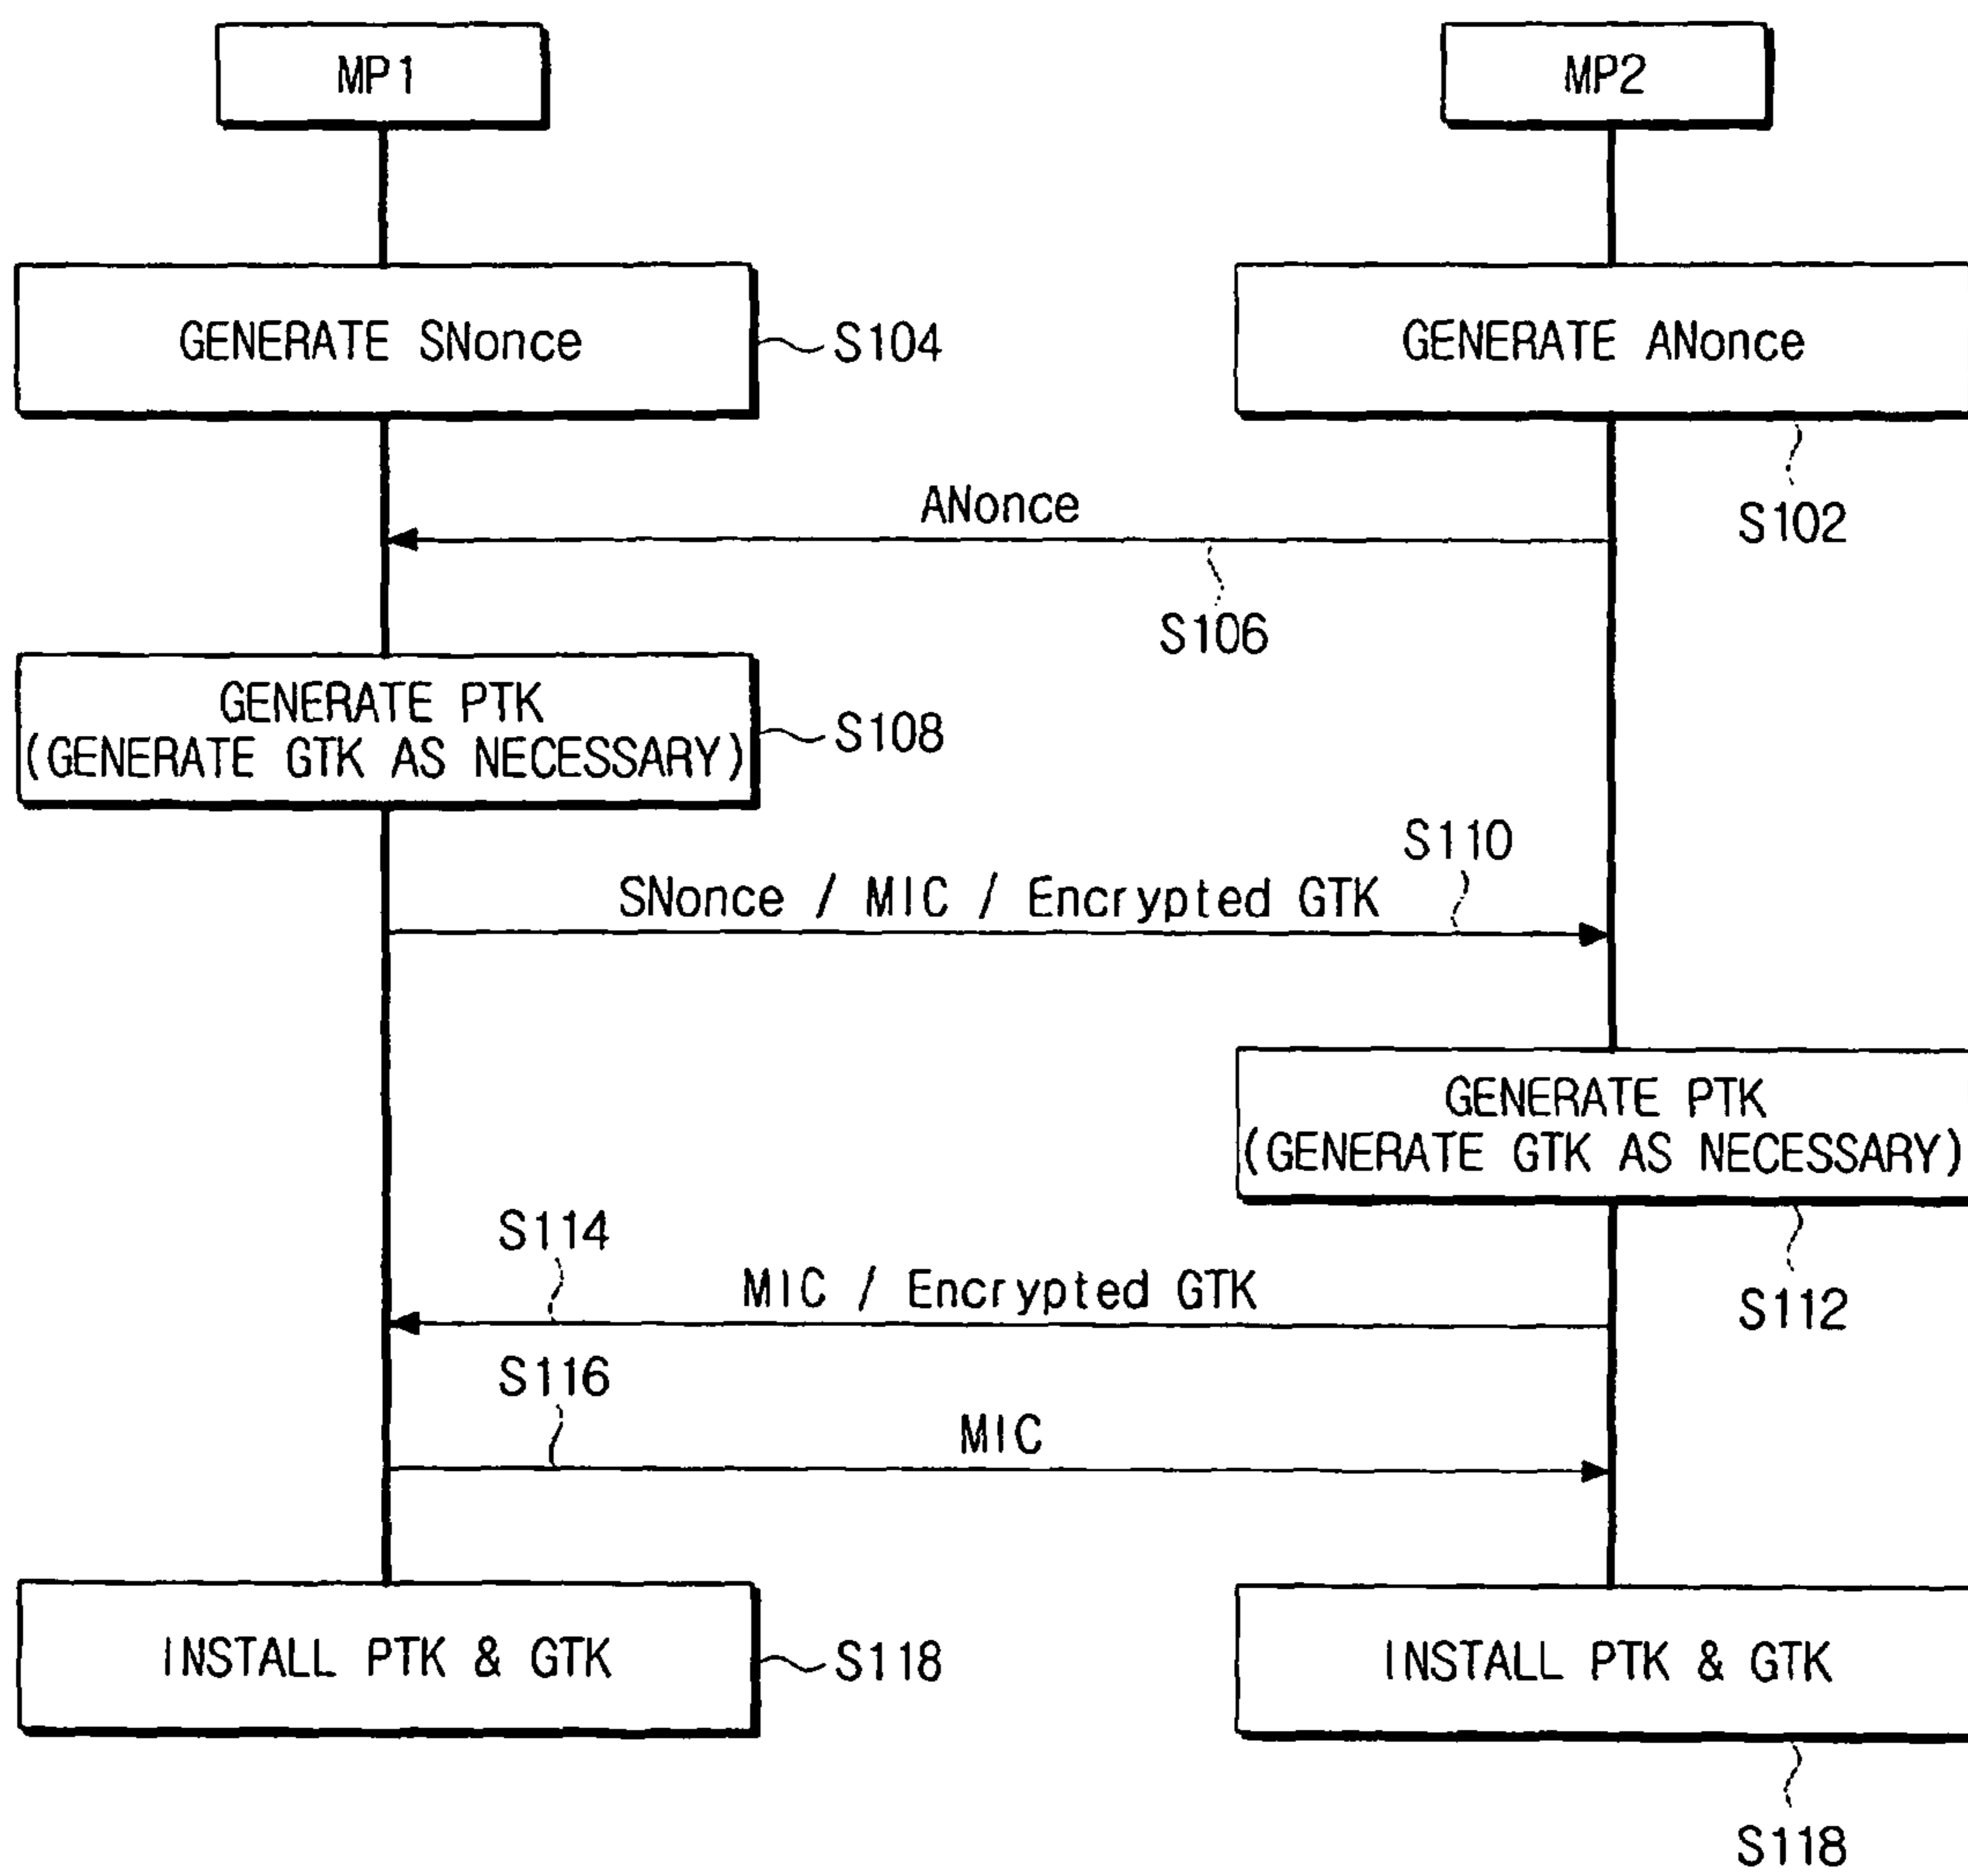 MP1
MP2
GENERATE SNonce
S104
GENERATE ANonce
S102
ANonce
S106
GENERATE PTK
(GENERATE GTK AS NECESSARY)
S108
S110
SNonce / MIC / Encrypted GTK
GENERATE PTK
(GENERATE GTK AS NECESSARY)
S112
S114
MIC / Encrypted GTK
S116
MIC
INSTALL PTK & GTK
S118
INSTALL PTK & GTK
S118